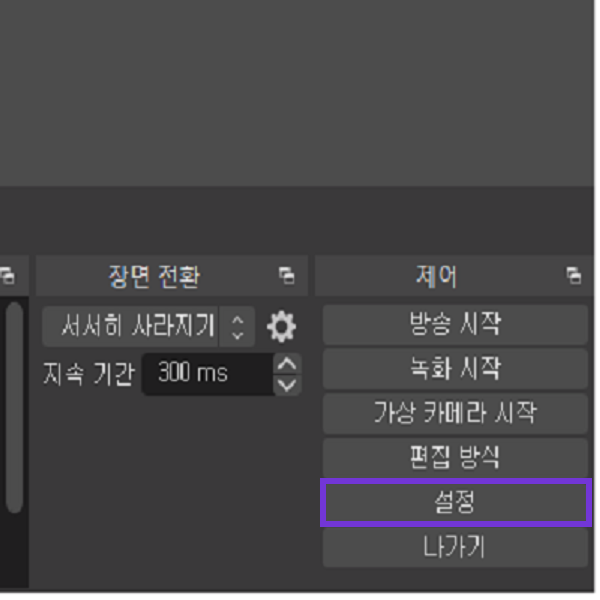 장면 전환
서서히 사라지기
지속 기간 300 ms
제어
방송 시작
녹화 시작
가상 카메라 시작
편집 방식
설정
나가기